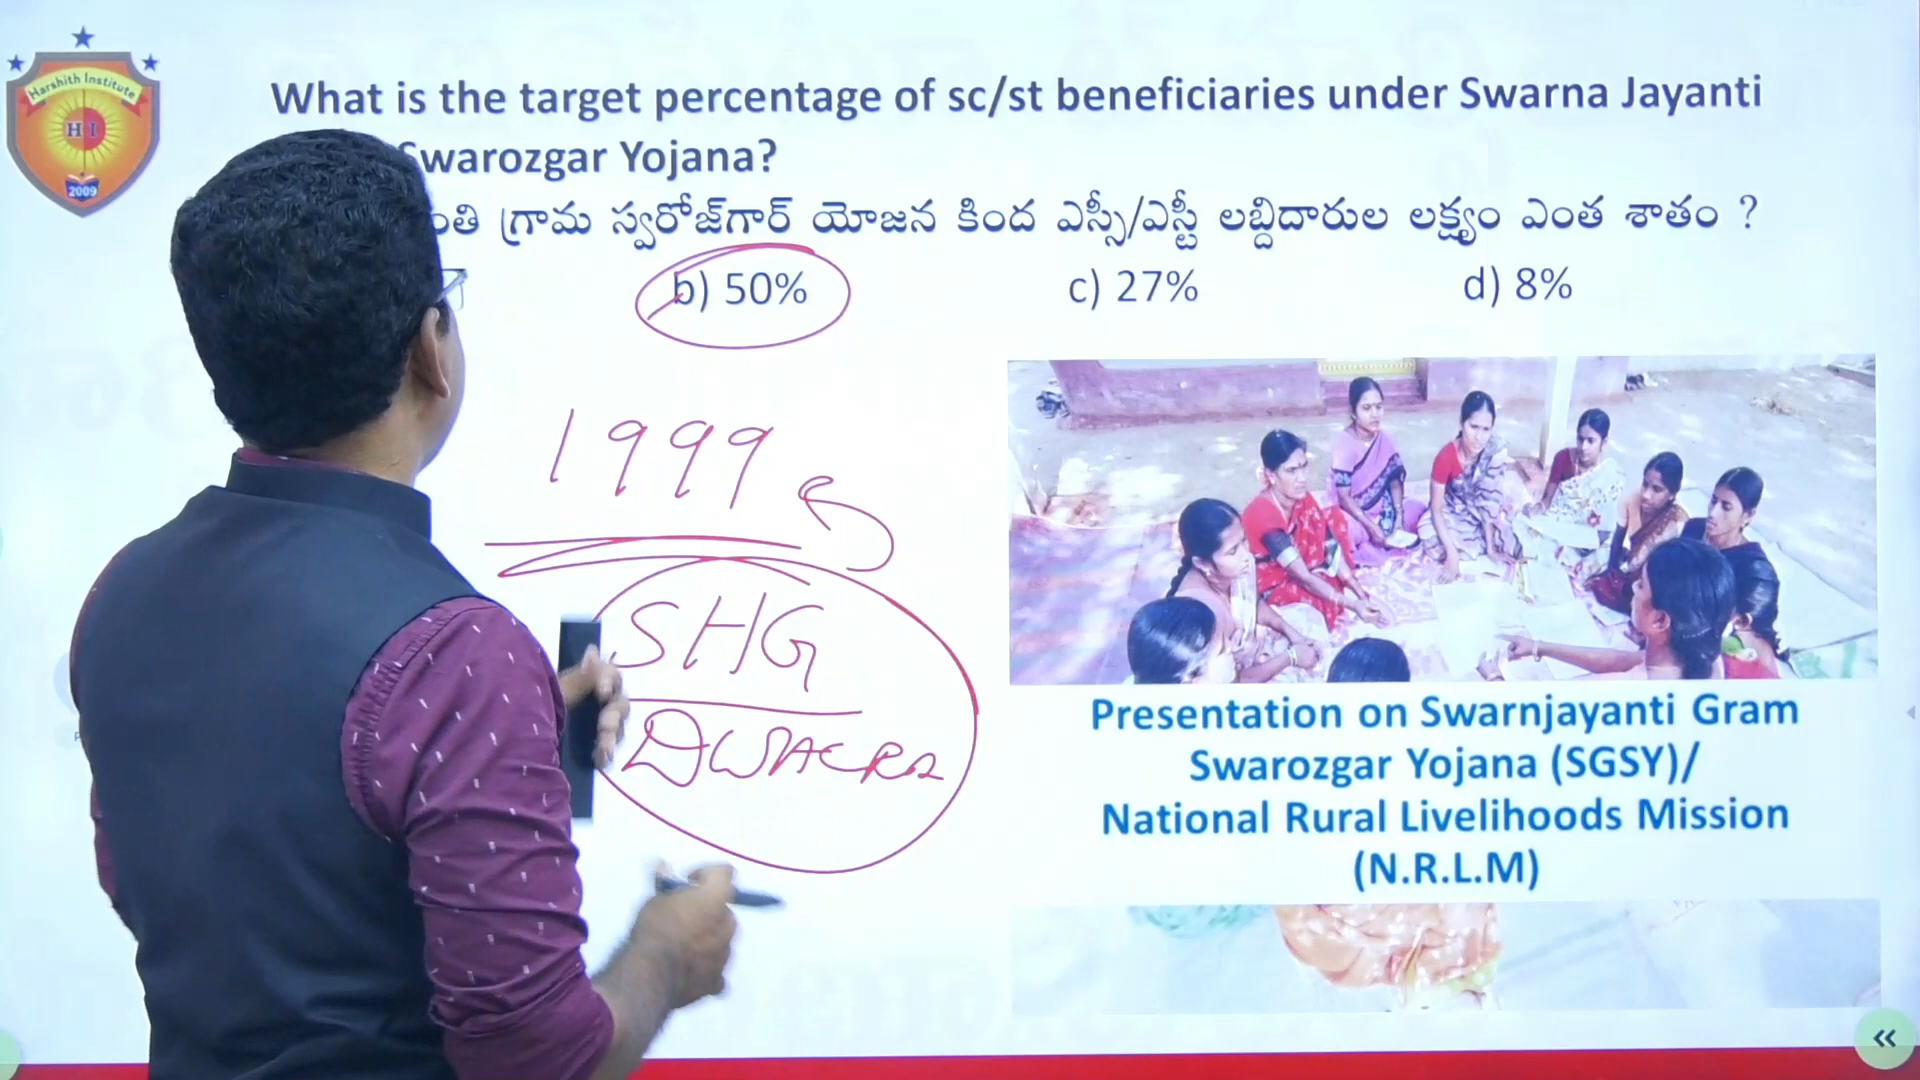 Harshith Institute
H I
2009
What is the target percentage of sc/st beneficiaries under Swarna Jayanti
Swarozgar Yojana?
గ్రామ స్వరోజ్‌గార్ యోజన కింద ఎస్సీ/ఎస్టీ లబ్ధిదారుల లక్ష్యం ఎంత శాతం ?
b) 50%
c) 27%
d) 8%
1999
SHG
DWACRA
Presentation on Swarnjayanti Gram
Swarozgar Yojana (SGSY)/
National Rural Livelihoods Mission
(N.R.L.M)